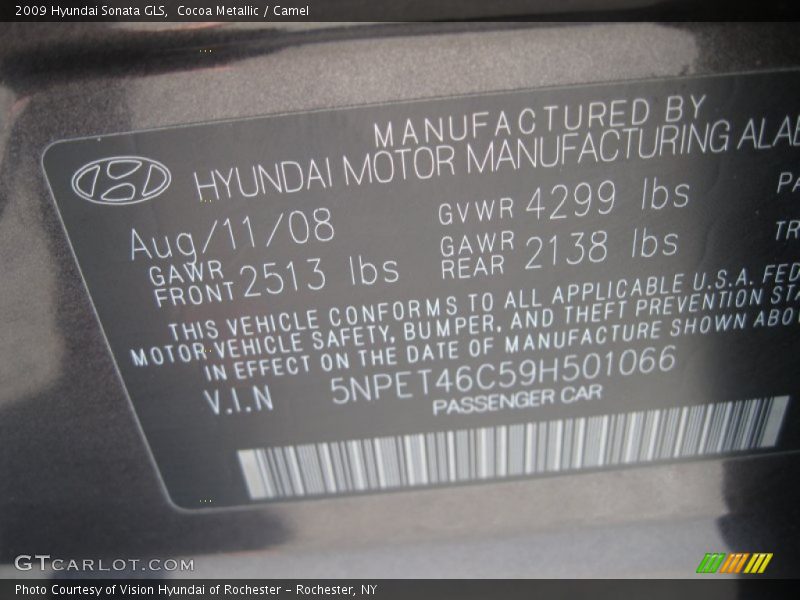 2009 Hyundai Sonata GLS, Cocoa Metallic / Camel
MANUFACTURED BY
HYUNDAI MOTOR MANUFACTURING ALAB
Aug/11/08
GVWR 4299 lbs
PA
GAWR FRONT 2513 lbs
GAWR REAR 2138 lbs
TR
THIS VEHICLE CONFORMS TO ALL APPLICABLE U.S.A. FED
MOTOR VEHICLE SAFETY, BUMPER, AND THEFT PREVENTION STA
IN EFFECT ON THE DATE OF MANUFACTURE SHOWN ABO
V.I.N 5NPET46C59H501066
PASSENGER CAR
GTCARLOT.COM
Photo Courtesy of Vision Hyundai of Rochester - Rochester, NY